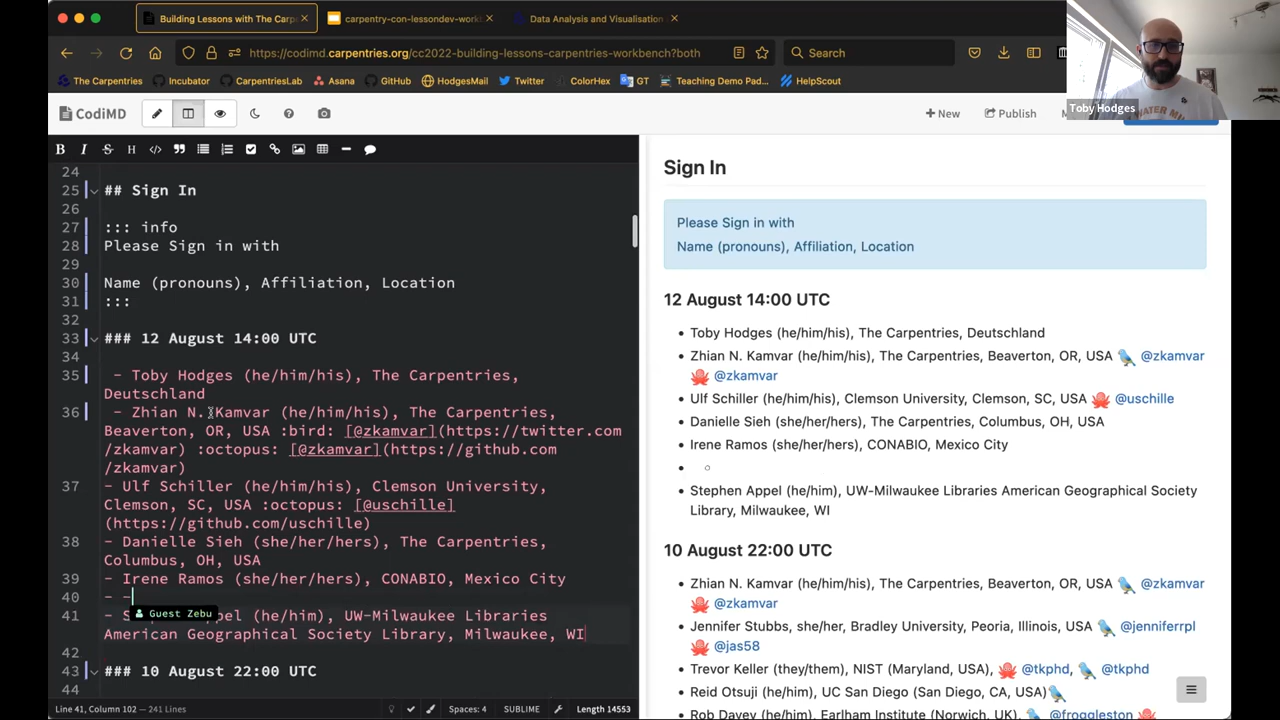 Building Lessons with The Carp
carpentry-con-lessondev-work
Data Analysis and Visualisation
https://codimd.carpentries.org/cc2022-building-lessons-carpentries-workbench?both
Search
The Carpentries
Incubator
CarpentriesLab
Asana
GitHub
HodgesMail
Twitter
ColorHex
GT
Teaching Demo Pad...
HelpScout
Toby Hodges
CodiMD
+ New
Publish
24
25 ## Sign In
26
27 ::: info
28 Please Sign in with
29
30 Name (pronouns), Affiliation, Location
31 :::
32
33 ### 12 August 14:00 UTC
34
35 - Toby Hodges (he/him/his), The Carpentries,
Deutschland
36 - Zhian N. Kamvar (he/him/his), The Carpentries,
Beaverton, OR, USA :bird: [@zkamvar](https://twitter.com
/zkamvar) :octopus: [@zkamvar](https://github.com
/zkamvar)
37 - Ulf Schiller (he/him/his), Clemson University,
Clemson, SC, USA :octopus: [@uschille]
(https://github.com/uschille)
38 - Danielle Sieh (she/her/hers), The Carpentries,
Columbus, OH, USA
39 - Irene Ramos (she/her/hers), CONABIO, Mexico City
40 - -
Guest Zebu
41 - Appel (he/him), UW-Milwaukee Libraries
American Geographical Society Library, Milwaukee, WI
42
43 ### 10 August 22:00 UTC
44
Line 41, Column 102 — 241 Lines
Spaces: 4
SUBLIME
Length 14553
Sign In
Please Sign in with
Name (pronouns), Affiliation, Location
12 August 14:00 UTC
• Toby Hodges (he/him/his), The Carpentries, Deutschland
• Zhian N. Kamvar (he/him/his), The Carpentries, Beaverton, OR, USA @zkamvar
@zkamvar
• Ulf Schiller (he/him/his), Clemson University, Clemson, SC, USA @uschille
• Danielle Sieh (she/her/hers), The Carpentries, Columbus, OH, USA
• Irene Ramos (she/her/hers), CONABIO, Mexico City
• Stephen Appel (he/him), UW-Milwaukee Libraries American Geographical Society
Library, Milwaukee, WI
10 August 22:00 UTC
• Zhian N. Kamvar (he/him/his), The Carpentries, Beaverton, OR, USA @zkamvar
@zkamvar
• Jennifer Stubbs, she/her, Bradley University, Peoria, Illinois, USA @jenniferrpl
@jas58
• Trevor Keller (they/them), NIST (Maryland, USA), @tkphd, @tkphd
• Reid Otsuji (he/him), UC San Diego (San Diego, CA, USA)
• Rob Davey (he/him), Earlham Institute (Norwich, UK), @froggleston